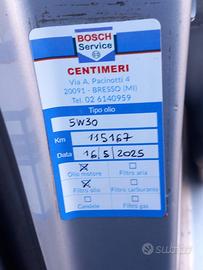 BOSCH
Service
CENTIMERI
Via A. Pacinotti 4
20091 - BRESSO (MI)
Tel. 02 6140959
Tipo olio
5W30
Km 115167
Data 16/5/2025
Olio motore Filtro aria
Filtro olio Filtro carburante
Candele Filtro gas
SUBITO